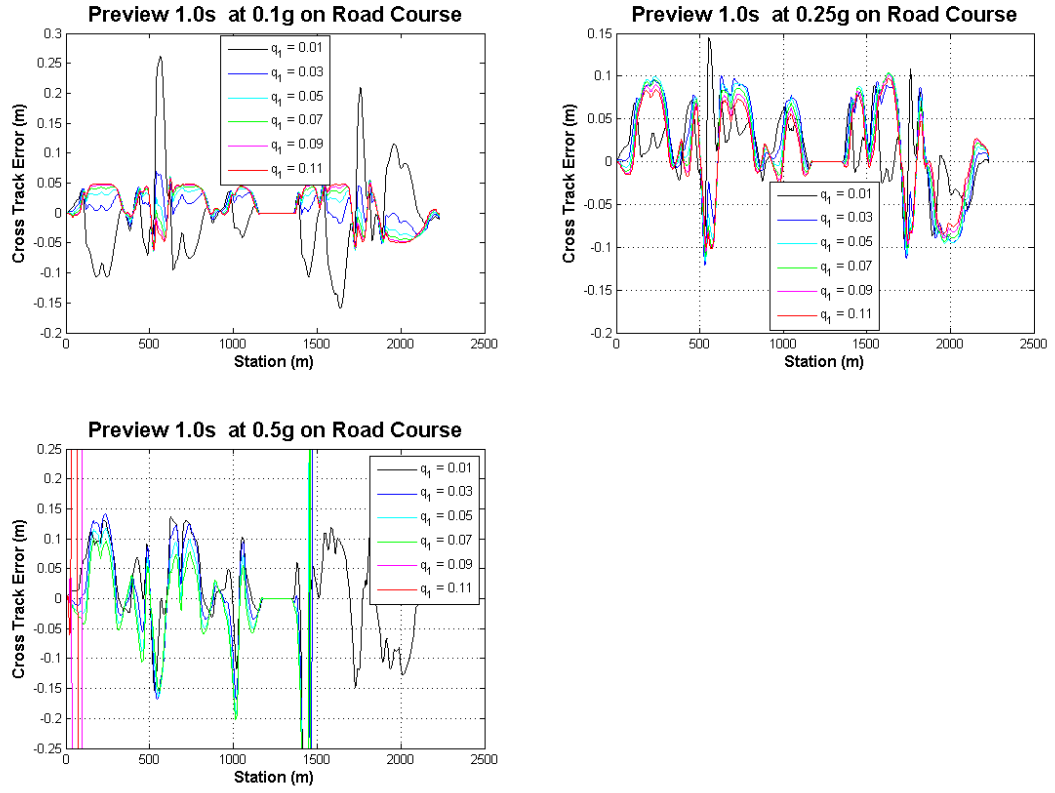 Preview 1.0s at 0.1g on Road Course
0.3
0.25
0.2
0.15
0.1
0.05
0
-0.05
-0.1
-0.15
-0.2
Cross Track Error (m)
q1 = 0.01
q1 = 0.03
q1 = 0.05
q1 = 0.07
q1 = 0.09
q1 = 0.11
0 500 1000 1500 2000 2500
Station (m)
Preview 1.0s at 0.25g on Road Course
0.15
0.1
0.05
0
-0.05
-0.1
-0.15
-0.2
Cross Track Error (m)
q1 = 0.01
q1 = 0.03
q1 = 0.05
q1 = 0.07
q1 = 0.09
q1 = 0.11
0 500 1000 1500 2000 2500
Station (m)
Preview 1.0s at 0.5g on Road Course
0.25
0.2
0.15
0.1
0.05
0
-0.05
-0.1
-0.15
-0.2
-0.25
Cross Track Error (m)
q1 = 0.01
q1 = 0.03
q1 = 0.05
q1 = 0.07
q1 = 0.09
q1 = 0.11
0 500 1000 1500 2000 2500
Station (m)